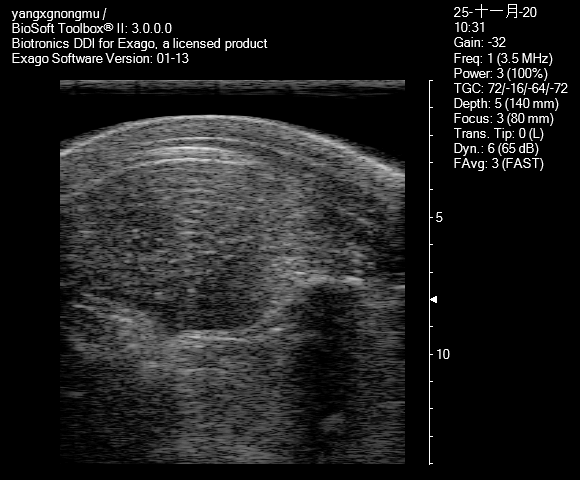 yangxgnongmu /
BioSoft Toolbox® II: 3.0.0.0
Biotronics DDI for Exago, a licensed product
Exago Software Version: 01-13
25-十一月-20
10:31
Gain: -32
Freq: 1 (3.5 MHz)
Power: 3 (100%)
TGC: 72/-16/-64/-72
Depth: 5 (140 mm)
Focus: 3 (80 mm)
Trans. Tip: 0 (L)
Dyn.: 6 (65 dB)
FAvg: 3 (FAST)
5
10